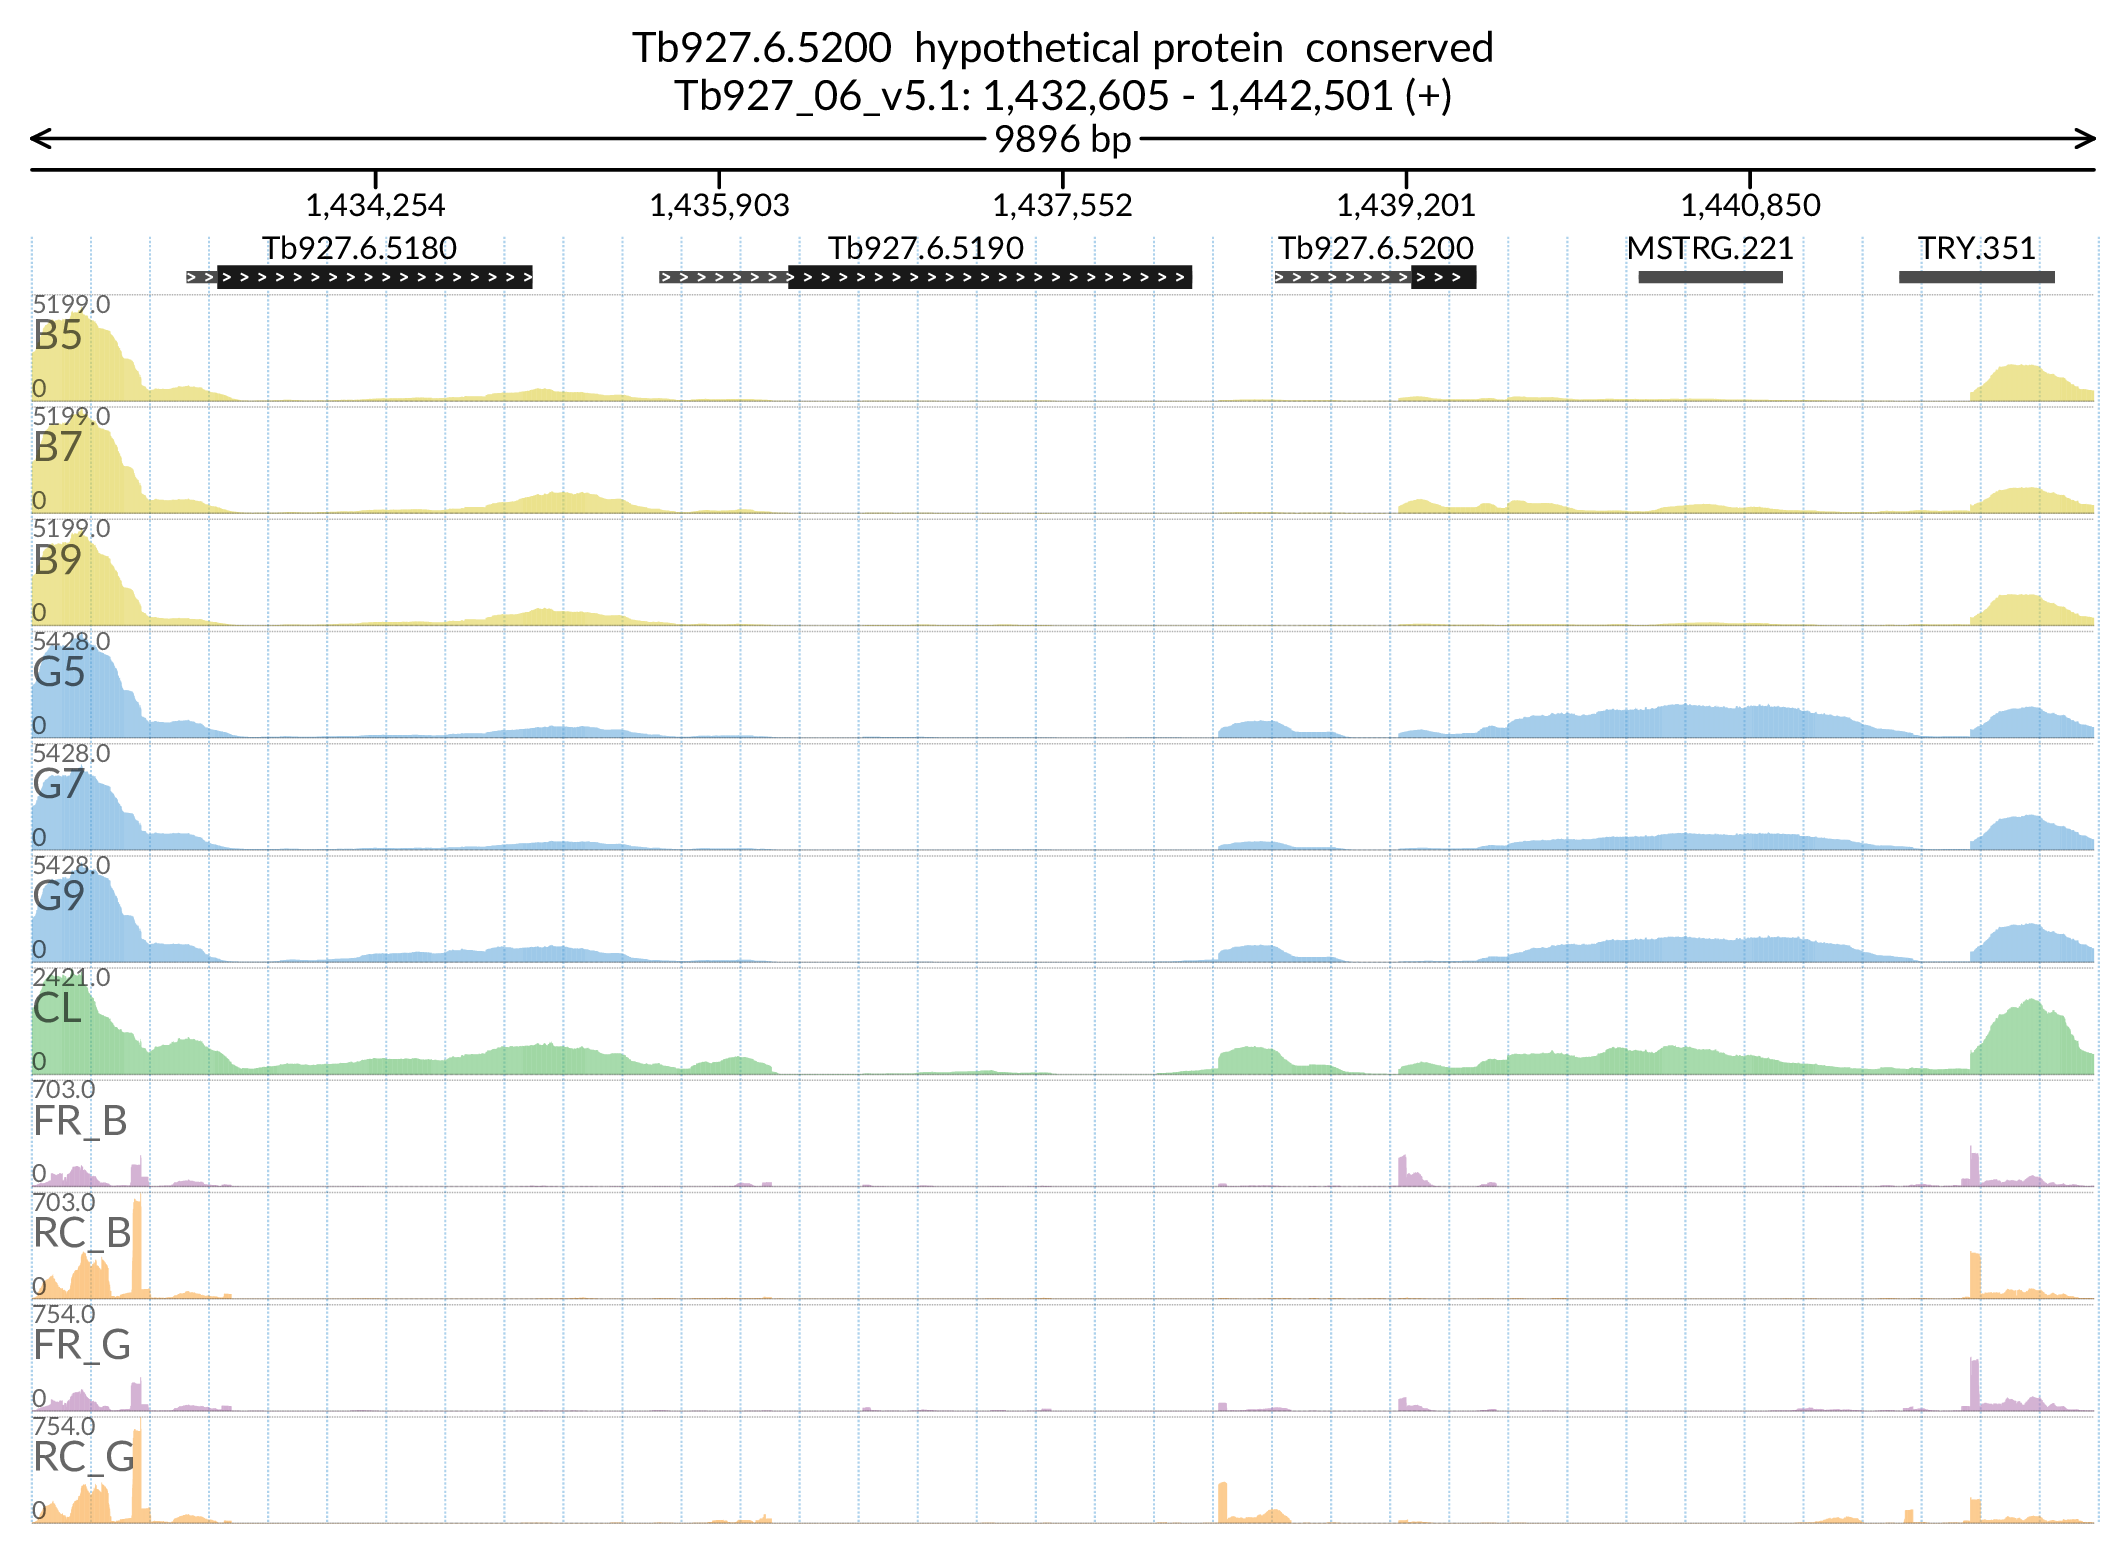 Tb927.6.5200  hypothetical protein  conserved
Tb927_06_v5.1: 1,432,605 - 1,442,501 (+)
9896 bp
1,434,254 1,435,903 1,437,552 1,439,201 1,440,850
Tb927.6.5180 Tb927.6.5190 Tb927.6.5200 MSTRG.221 TRY.351
5199.0
B5
0
5199.0
B7
0
5199.0
B9
0
5428.0
G5
0
5428.0
G7
0
5428.0
G9
0
2421.0
CL
0
703.0
FR_B
0
703.0
RC_B
0
754.0
FR_G
0
754.0
RC_G
0